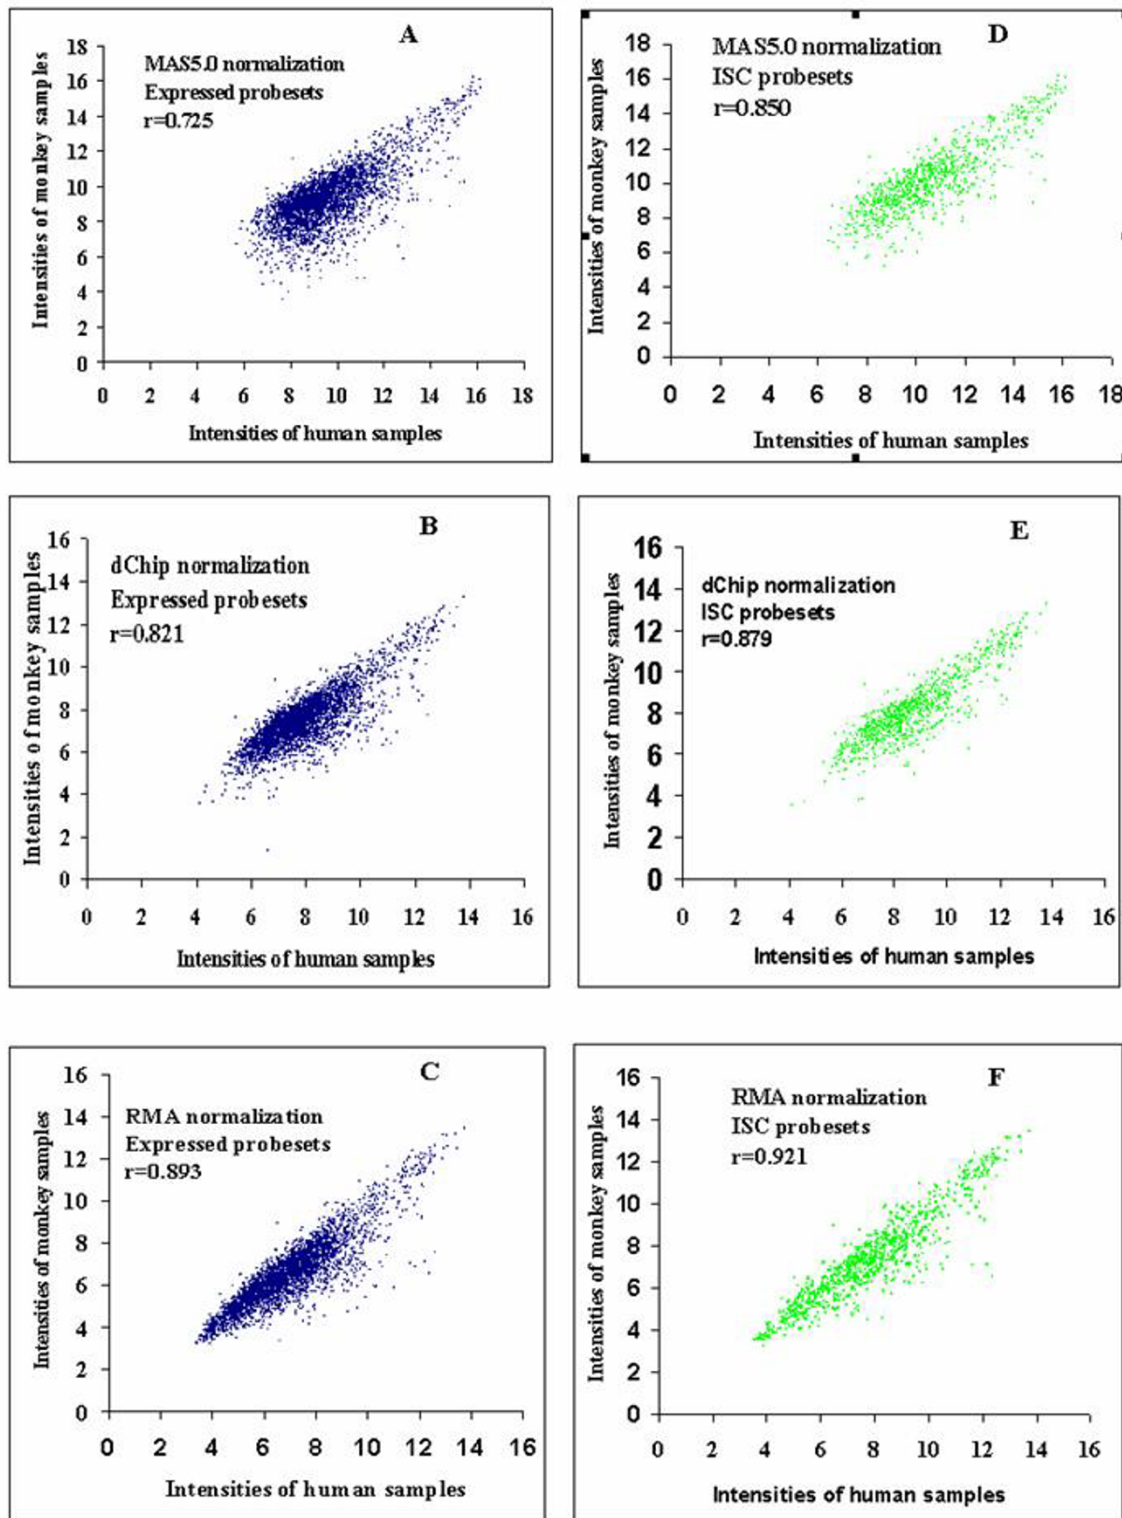 A
MAS5.0 normalization
Expressed probesets
r=0.725
Intensities of monkey samples
18
16
14
12
10
8
6
4
2
0
0 2 4 6 8 10 12 14 16 18
Intensities of human samples
D
MAS5.0 normalization
ISC probesets
r=0.850
Intensities of monkey samples
18
16
14
12
10
8
6
4
2
0
0 2 4 6 8 10 12 14 16 18
Intensities of human samples
B
dChip normalization
Expressed probesets
r=0.821
Intensities of monkey samples
16
14
12
10
8
6
4
2
0
0 2 4 6 8 10 12 14 16
Intensities of human samples
E
dChip normalization
ISC probesets
r=0.879
Intensities of monkey samples
16
14
12
10
8
6
4
2
0
0 2 4 6 8 10 12 14 16
Intensities of human samples
C
RMA normalization
Expressed probesets
r=0.893
Intensities of monkey samples
16
14
12
10
8
6
4
2
0
0 2 4 6 8 10 12 14 16
Intensities of human samples
F
RMA normalization
ISC probesets
r=0.921
Intensities of monkey samples
16
14
12
10
8
6
4
2
0
0 2 4 6 8 10 12 14 16
Intensities of human samples